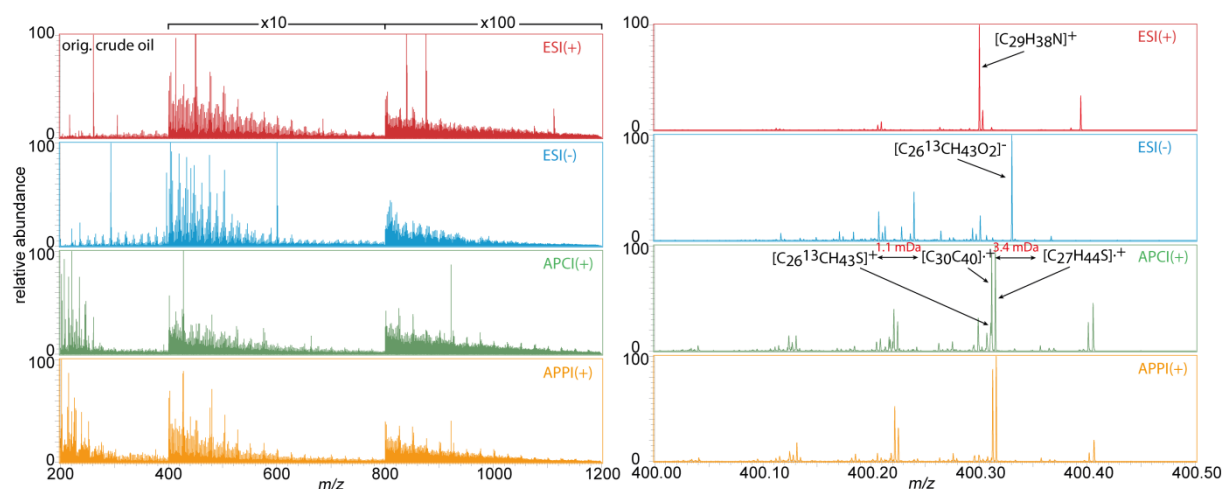 x10
x100
100
orig. crude oil
ESI(+)
0
100
ESI(-)
0
100
APCI(+)
0
100
APPI(+)
0
200
400
600
800
1000
1200
m/z
relative abundance
100
[C29H38N]+
ESI(+)
0
100
[C26 13CH43O2]-
ESI(-)
0
100
1.1 mDa
3.4 mDa
[C26 13CH43S]+
[C30C40].+
[C27H44S].+
APCI(+)
0
100
APPI(+)
0
400.00
400.10
400.20
400.30
400.40
400.50
m/z